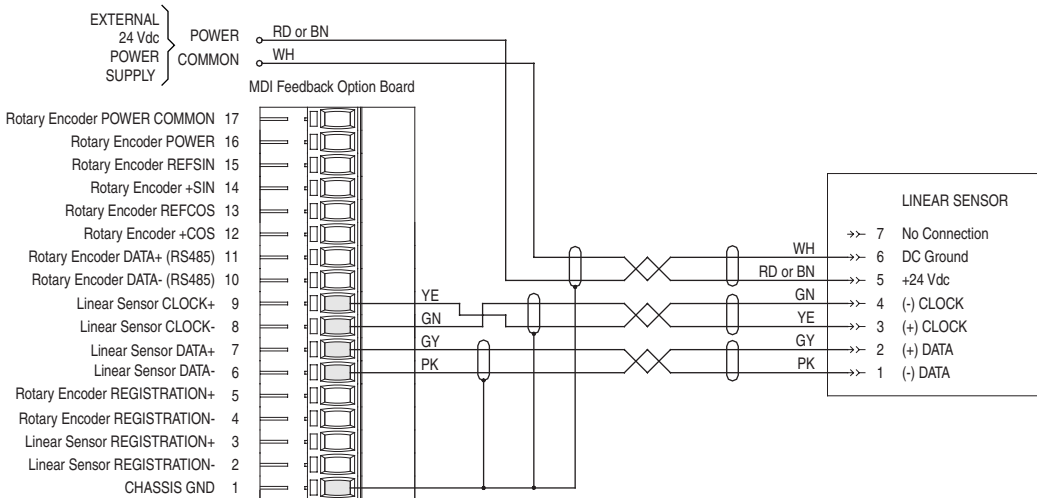 EXTERNAL
24 Vdc
POWER
SUPPLY
POWER RD or BN
COMMON WH
MDI Feedback Option Board
Rotary Encoder POWER COMMON 17
Rotary Encoder POWER 16
Rotary Encoder REFSIN 15
Rotary Encoder +SIN 14
Rotary Encoder REFCOS 13
Rotary Encoder +COS 12
Rotary Encoder DATA+ (RS485) 11
Rotary Encoder DATA- (RS485) 10
Linear Sensor CLOCK+ 9 YE
Linear Sensor CLOCK- 8 GN
Linear Sensor DATA+ 7 GY
Linear Sensor DATA- 6 PK
Rotary Encoder REGISTRATION+ 5
Rotary Encoder REGISTRATION- 4
Linear Sensor REGISTRATION+ 3
Linear Sensor REGISTRATION- 2
CHASSIS GND 1
LINEAR SENSOR
7 No Connection
WH 6 DC Ground
RD or BN 5 +24 Vdc
GN 4 (-) CLOCK
YE 3 (+) CLOCK
GY 2 (+) DATA
PK 1 (-) DATA